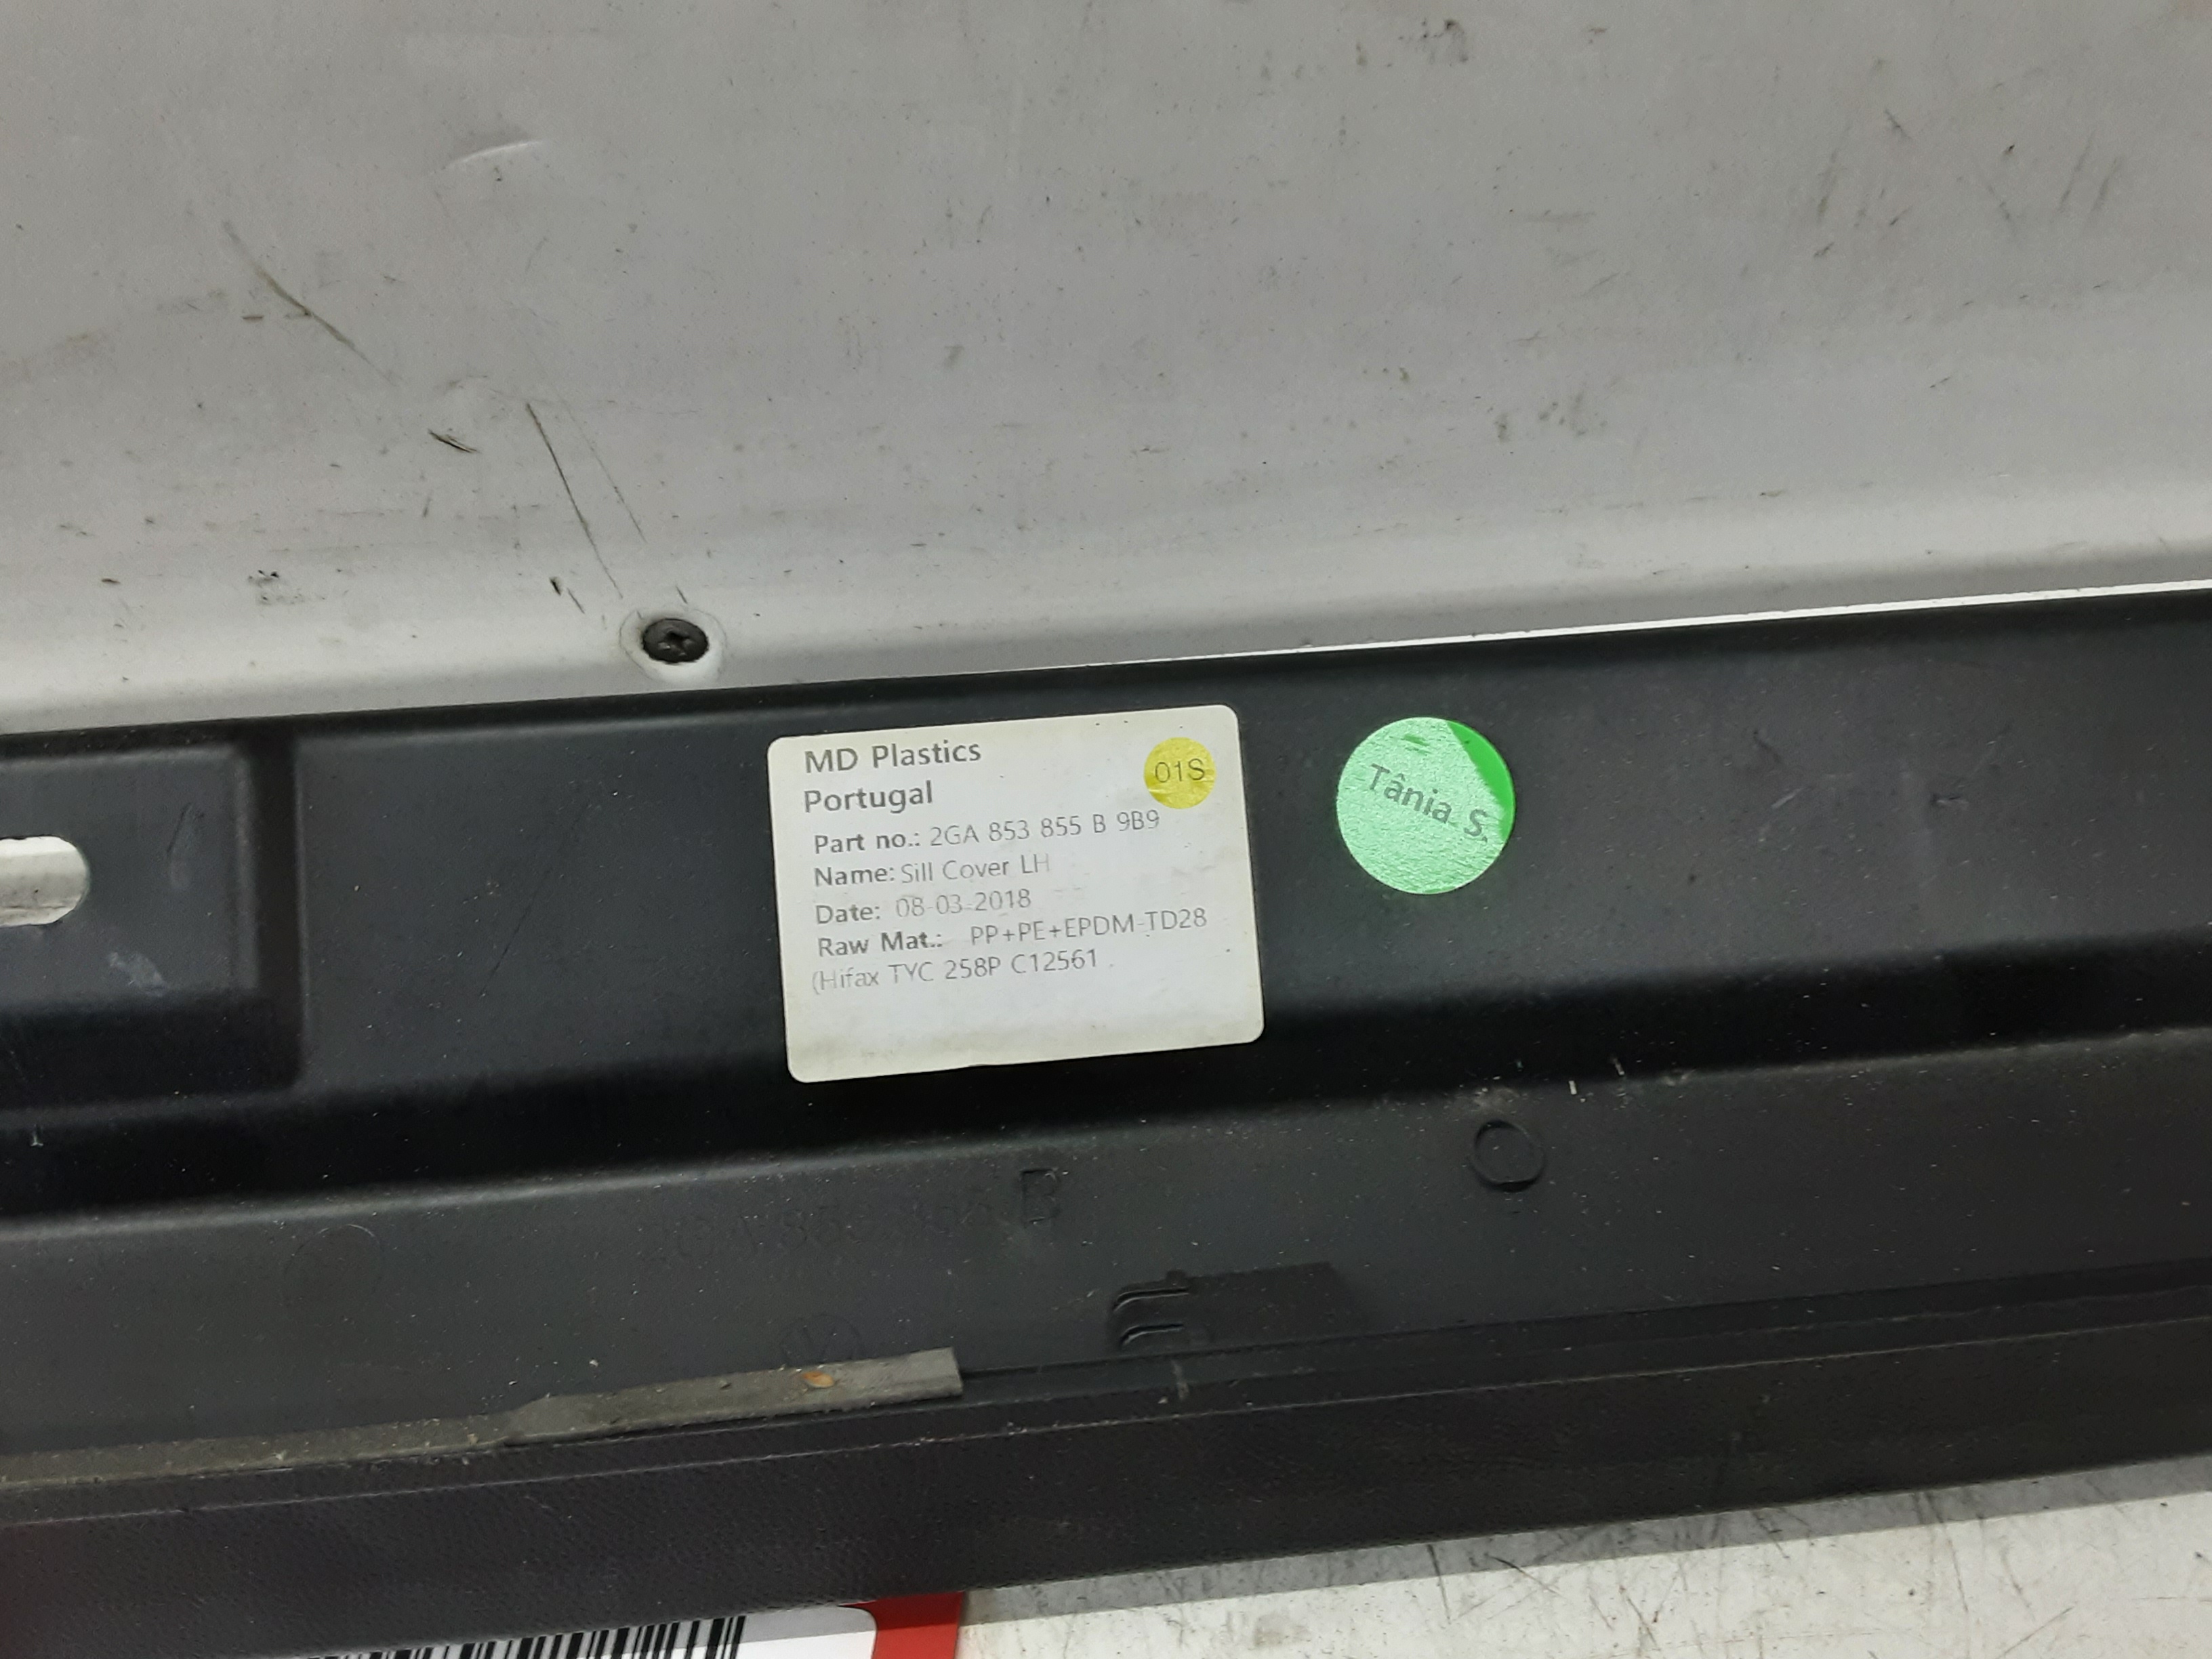 MD Plastics
Portugal
01S
Part no.: 2GA 853 855 B 9B9
Name: Sill Cover LH
Date: 08-03-2018
Raw Mat.: PP+PE+EPDM-TD28
(Hifax TYC 258P C12561
Tânia S.
B